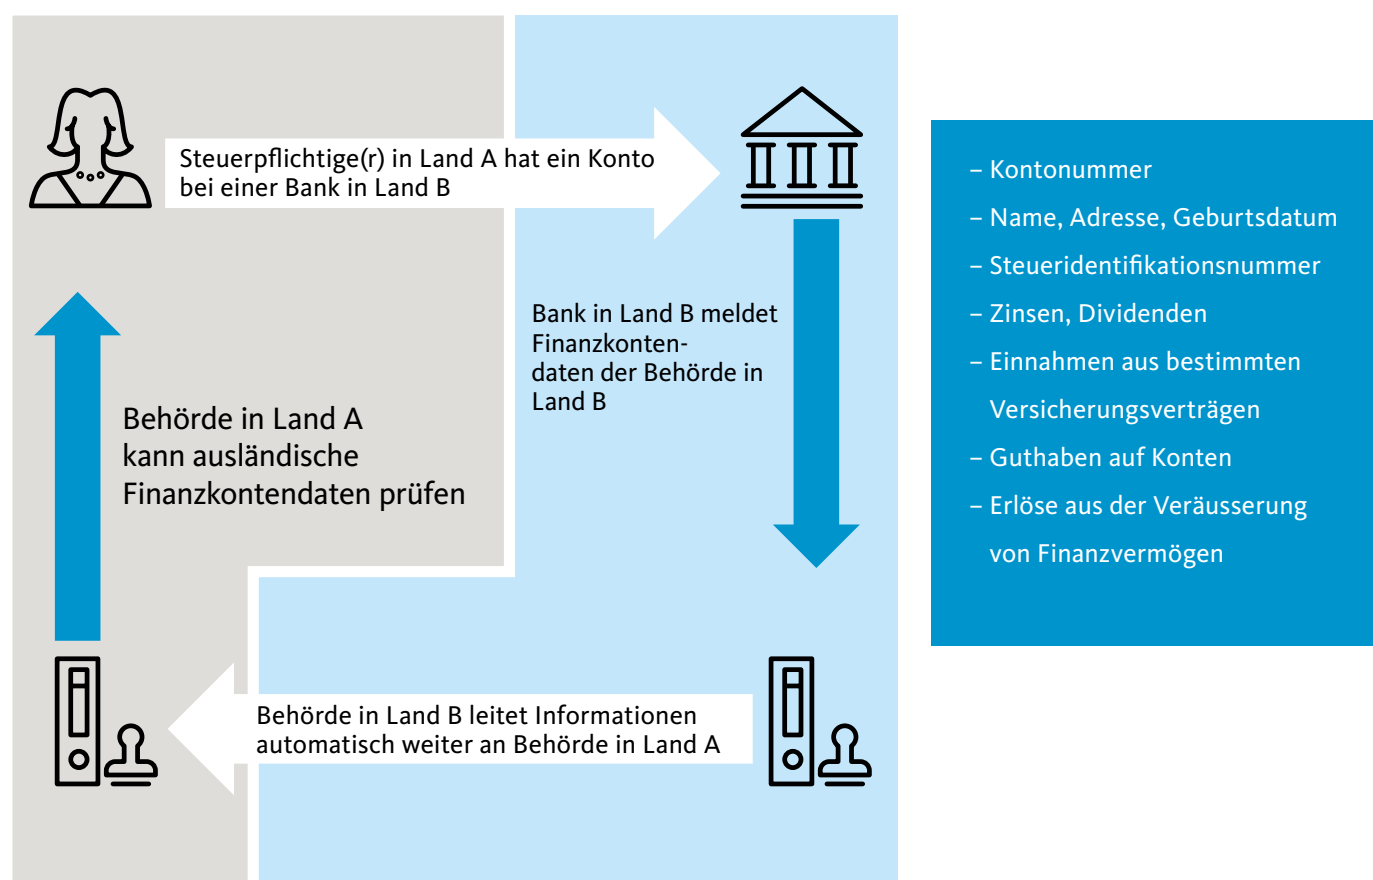 Steuerpflichtige(r) in Land A hat ein Konto
bei einer Bank in Land B
Bank in Land B meldet
Finanzkonten-
daten der Behörde in
Land B
Behörde in Land B leitet Informationen
automatisch weiter an Behörde in Land A
Behörde in Land A
kann ausländische
Finanzkontendaten prüfen
– Kontonummer
– Name, Adresse, Geburtsdatum
– Steueridentifikationsnummer
– Zinsen, Dividenden
– Einnahmen aus bestimmten
Versicherungsverträgen
– Guthaben auf Konten
– Erlöse aus der Veräusserung
von Finanzvermögen